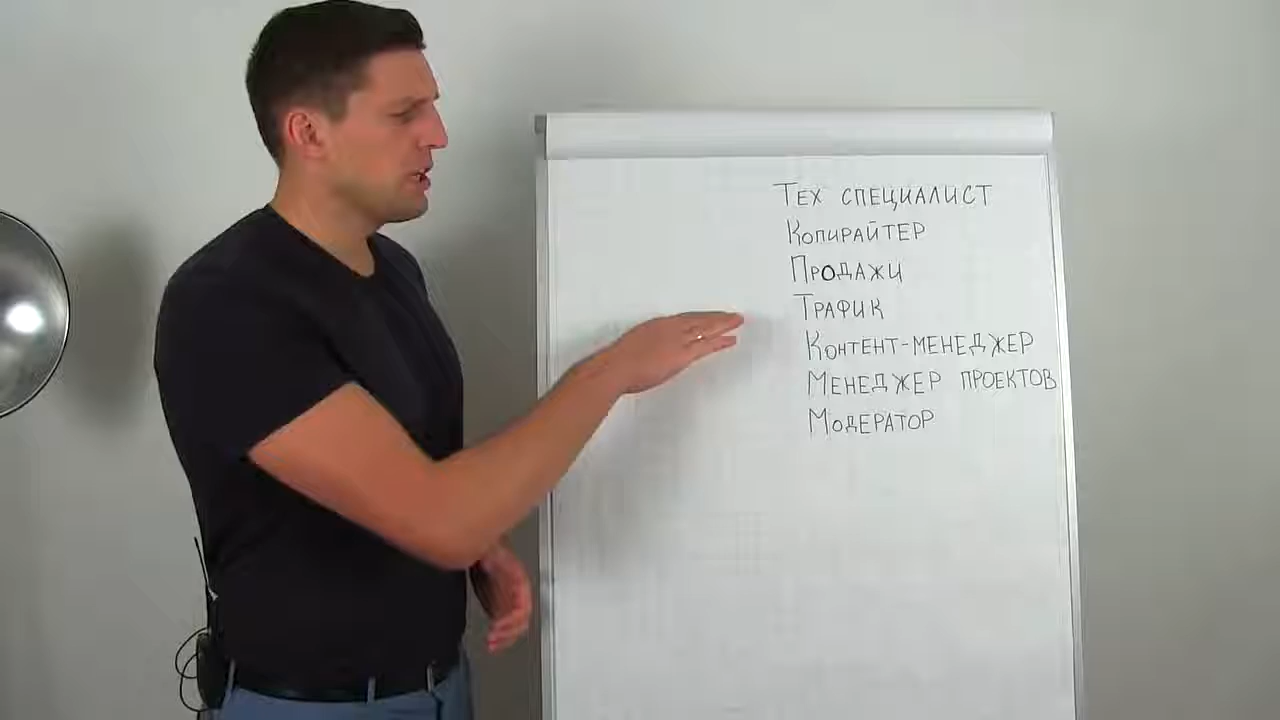 Тех специалист
Копирайтер
Продажи
Трафик
Контент-менеджер
Менеджер проектов
Модератор